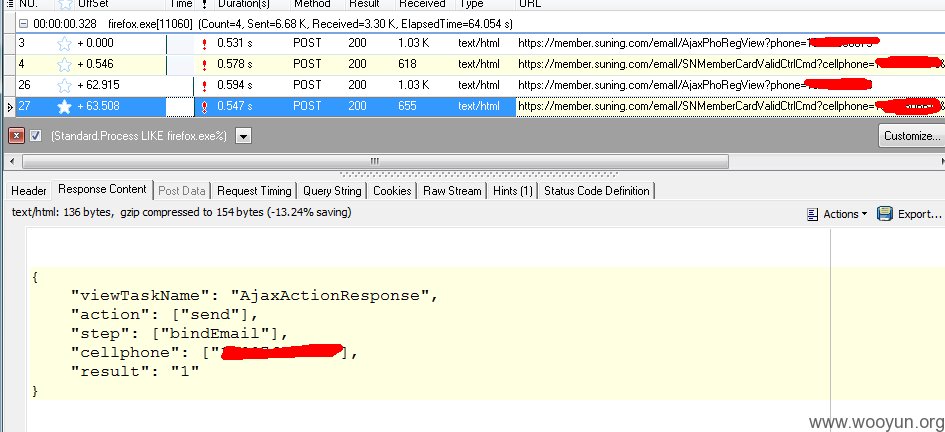 NO. OffSet Time ! Duration(s) Method Result Received Type URL
00:00:00.328 firefox.exe[11060] (Count=4, Sent=6.68 K, Received=3.30 K, ElapsedTime=64.054 s)
3 + 0.000 0.531 s POST 200 1.03 K text/html https://member.suning.com/emall/AjaxPhoRegView?phone=1
4 + 0.546 0.578 s POST 200 618 text/html https://member.suning.com/emall/SNMemberCardValidCtrlCmd?cellphone=1 &
26 + 62.915 0.594 s POST 200 1.03 K text/html https://member.suning.com/emall/AjaxPhoRegView?phone=1
27 + 63.508 0.547 s POST 200 655 text/html https://member.suning.com/emall/SNMemberCardValidCtrlCmd?cellphone=1 &
(Standard.Process LIKE firefox.exe%) Customize...
Header Response Content Post Data Request Timing Query String Cookies Raw Stream Hints (1) Status Code Definition
text/html: 136 bytes, gzip compressed to 154 bytes (-13.24% saving) Actions Export...
{
"viewTaskName": "AjaxActionResponse",
"action": ["send"],
"step": ["bindEmail"],
"cellphone": [" ],
"result": "1"
}
www.wooyun.org